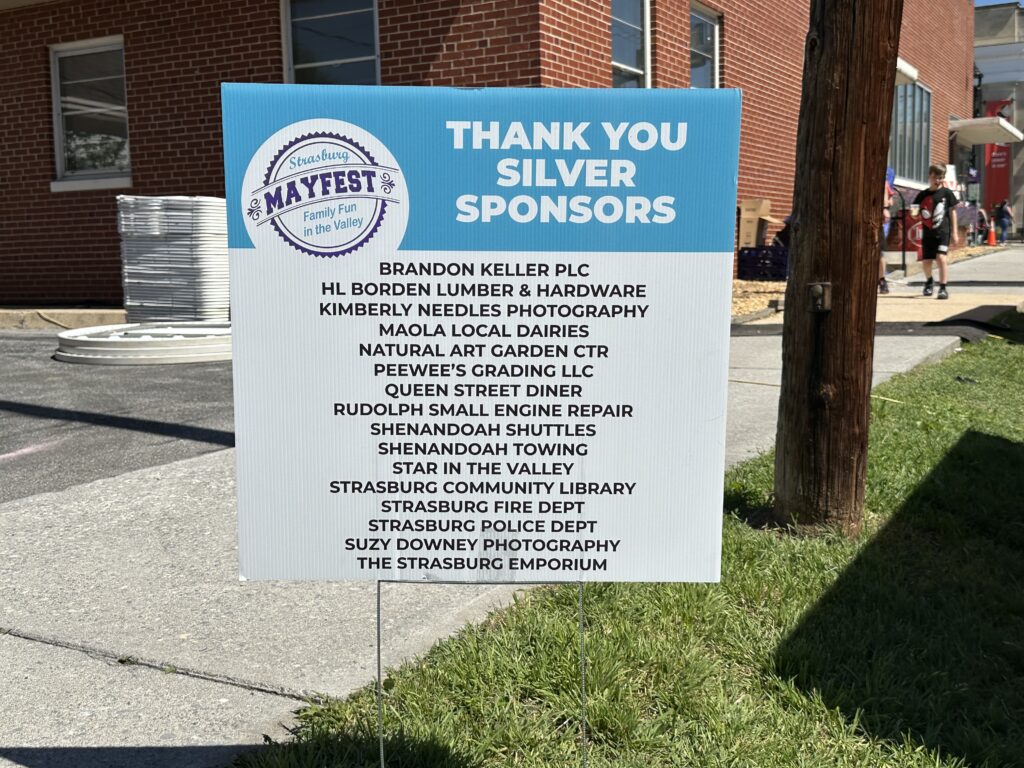 Strasburg
MAYFEST
Family Fun
in the Valley
THANK YOU
SILVER
SPONSORS
BRANDON KELLER PLC
HL BORDEN LUMBER & HARDWARE
KIMBERLY NEEDLES PHOTOGRAPHY
MAOLA LOCAL DAIRIES
NATURAL ART GARDEN CTR
PEEWEE'S GRADING LLC
QUEEN STREET DINER
RUDOLPH SMALL ENGINE REPAIR
SHENANDOAH SHUTTLES
SHENANDOAH TOWING
STAR IN THE VALLEY
STRASBURG COMMUNITY LIBRARY
STRASBURG FIRE DEPT
STRASBURG POLICE DEPT
SUZY DOWNEY PHOTOGRAPHY
THE STRASBURG EMPORIUM